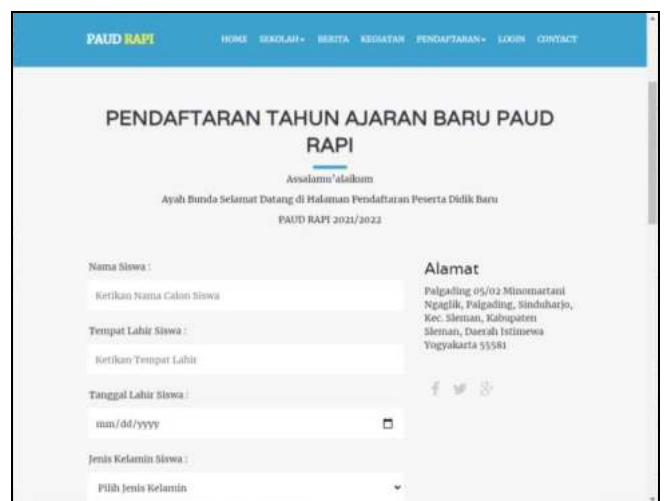 PAUD RAPI
HOME SEKOLAH BERITA KEGIATAN PENDAFTARAN LOGIN CONTACT
PENDAFTARAN TAHUN AJARAN BARU PAUD
RAPI
Assalamu'alaikum
Ayah Bunda Selamat Datang di Halaman Pendaftaran Peserta Didik Baru
PAUD RAPI 2021/2022
Nama Siswa :
Ketikan Nama Calon Siswa
Tempat Lahir Siswa :
Ketikan Tempat Lahir
Tanggal Lahir Siswa :
mm/dd/yyyy
Jenis Kelamin Siswa :
Pilih Jenis Kelamin
Alamat
Palgading 05/02 Minomartani
Ngaglik, Palgading, Sinduharjo,
Kec. Sleman, Kabupaten
Sleman, Daerah Istimewa
Yogyakarta 55581